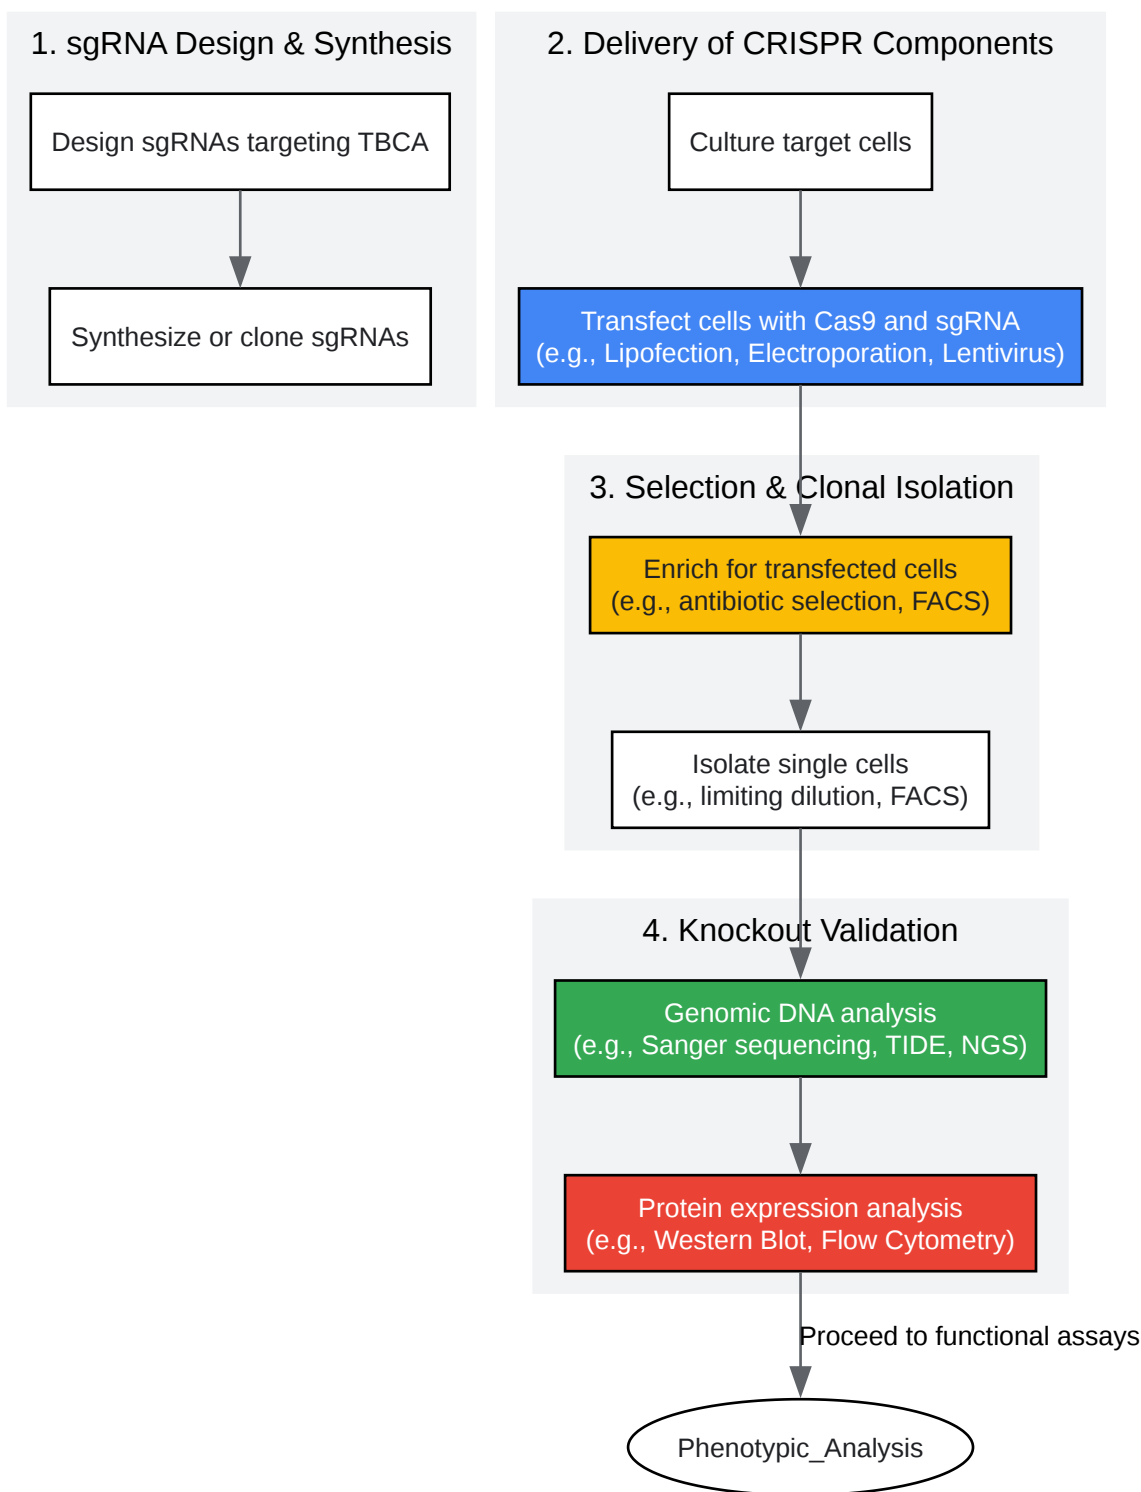 1. sgRNA Design & Synthesis
Design sgRNAs targeting TBCA
Synthesize or clone sgRNAs
2. Delivery of CRISPR Components
Culture target cells
Transfect cells with Cas9 and sgRNA
(e.g., Lipofection, Electroporation, Lentivirus)
3. Selection & Clonal Isolation
Enrich for transfected cells
(e.g., antibiotic selection, FACS)
Isolate single cells
(e.g., limiting dilution, FACS)
4. Knockout Validation
Genomic DNA analysis
(e.g., Sanger sequencing, TIDE, NGS)
Protein expression analysis
(e.g., Western Blot, Flow Cytometry)
Proceed to functional assays
Phenotypic_Analysis